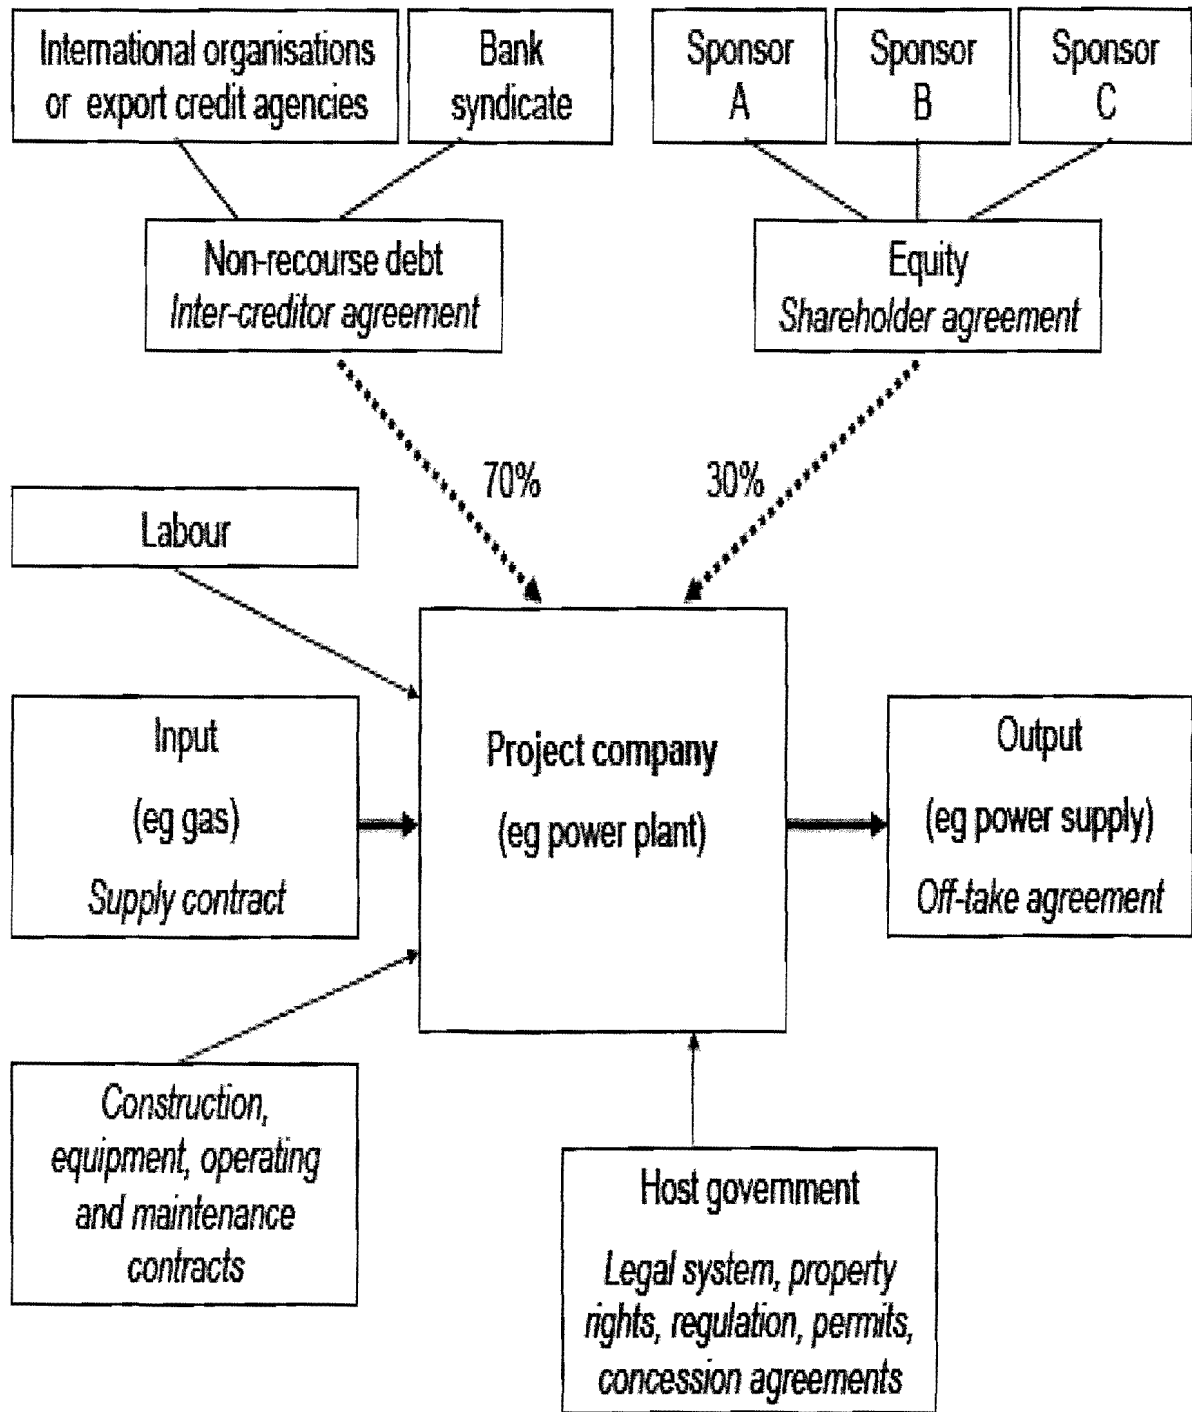 International organisations
or export credit agencies
Bank
syndicate
Sponsor
A
Sponsor
B
Sponsor
C
Non-recourse debt
Inter-creditor agreement
Equity
Shareholder agreement
70%
30%
Labour
Input
(eg gas)
Supply contract
Project company
(eg power plant)
Output
(eg power supply)
Off-take agreement
Construction,
equipment, operating
and maintenance
contracts
Host government
Legal system, property
rights, regulation, permits,
concession agreements